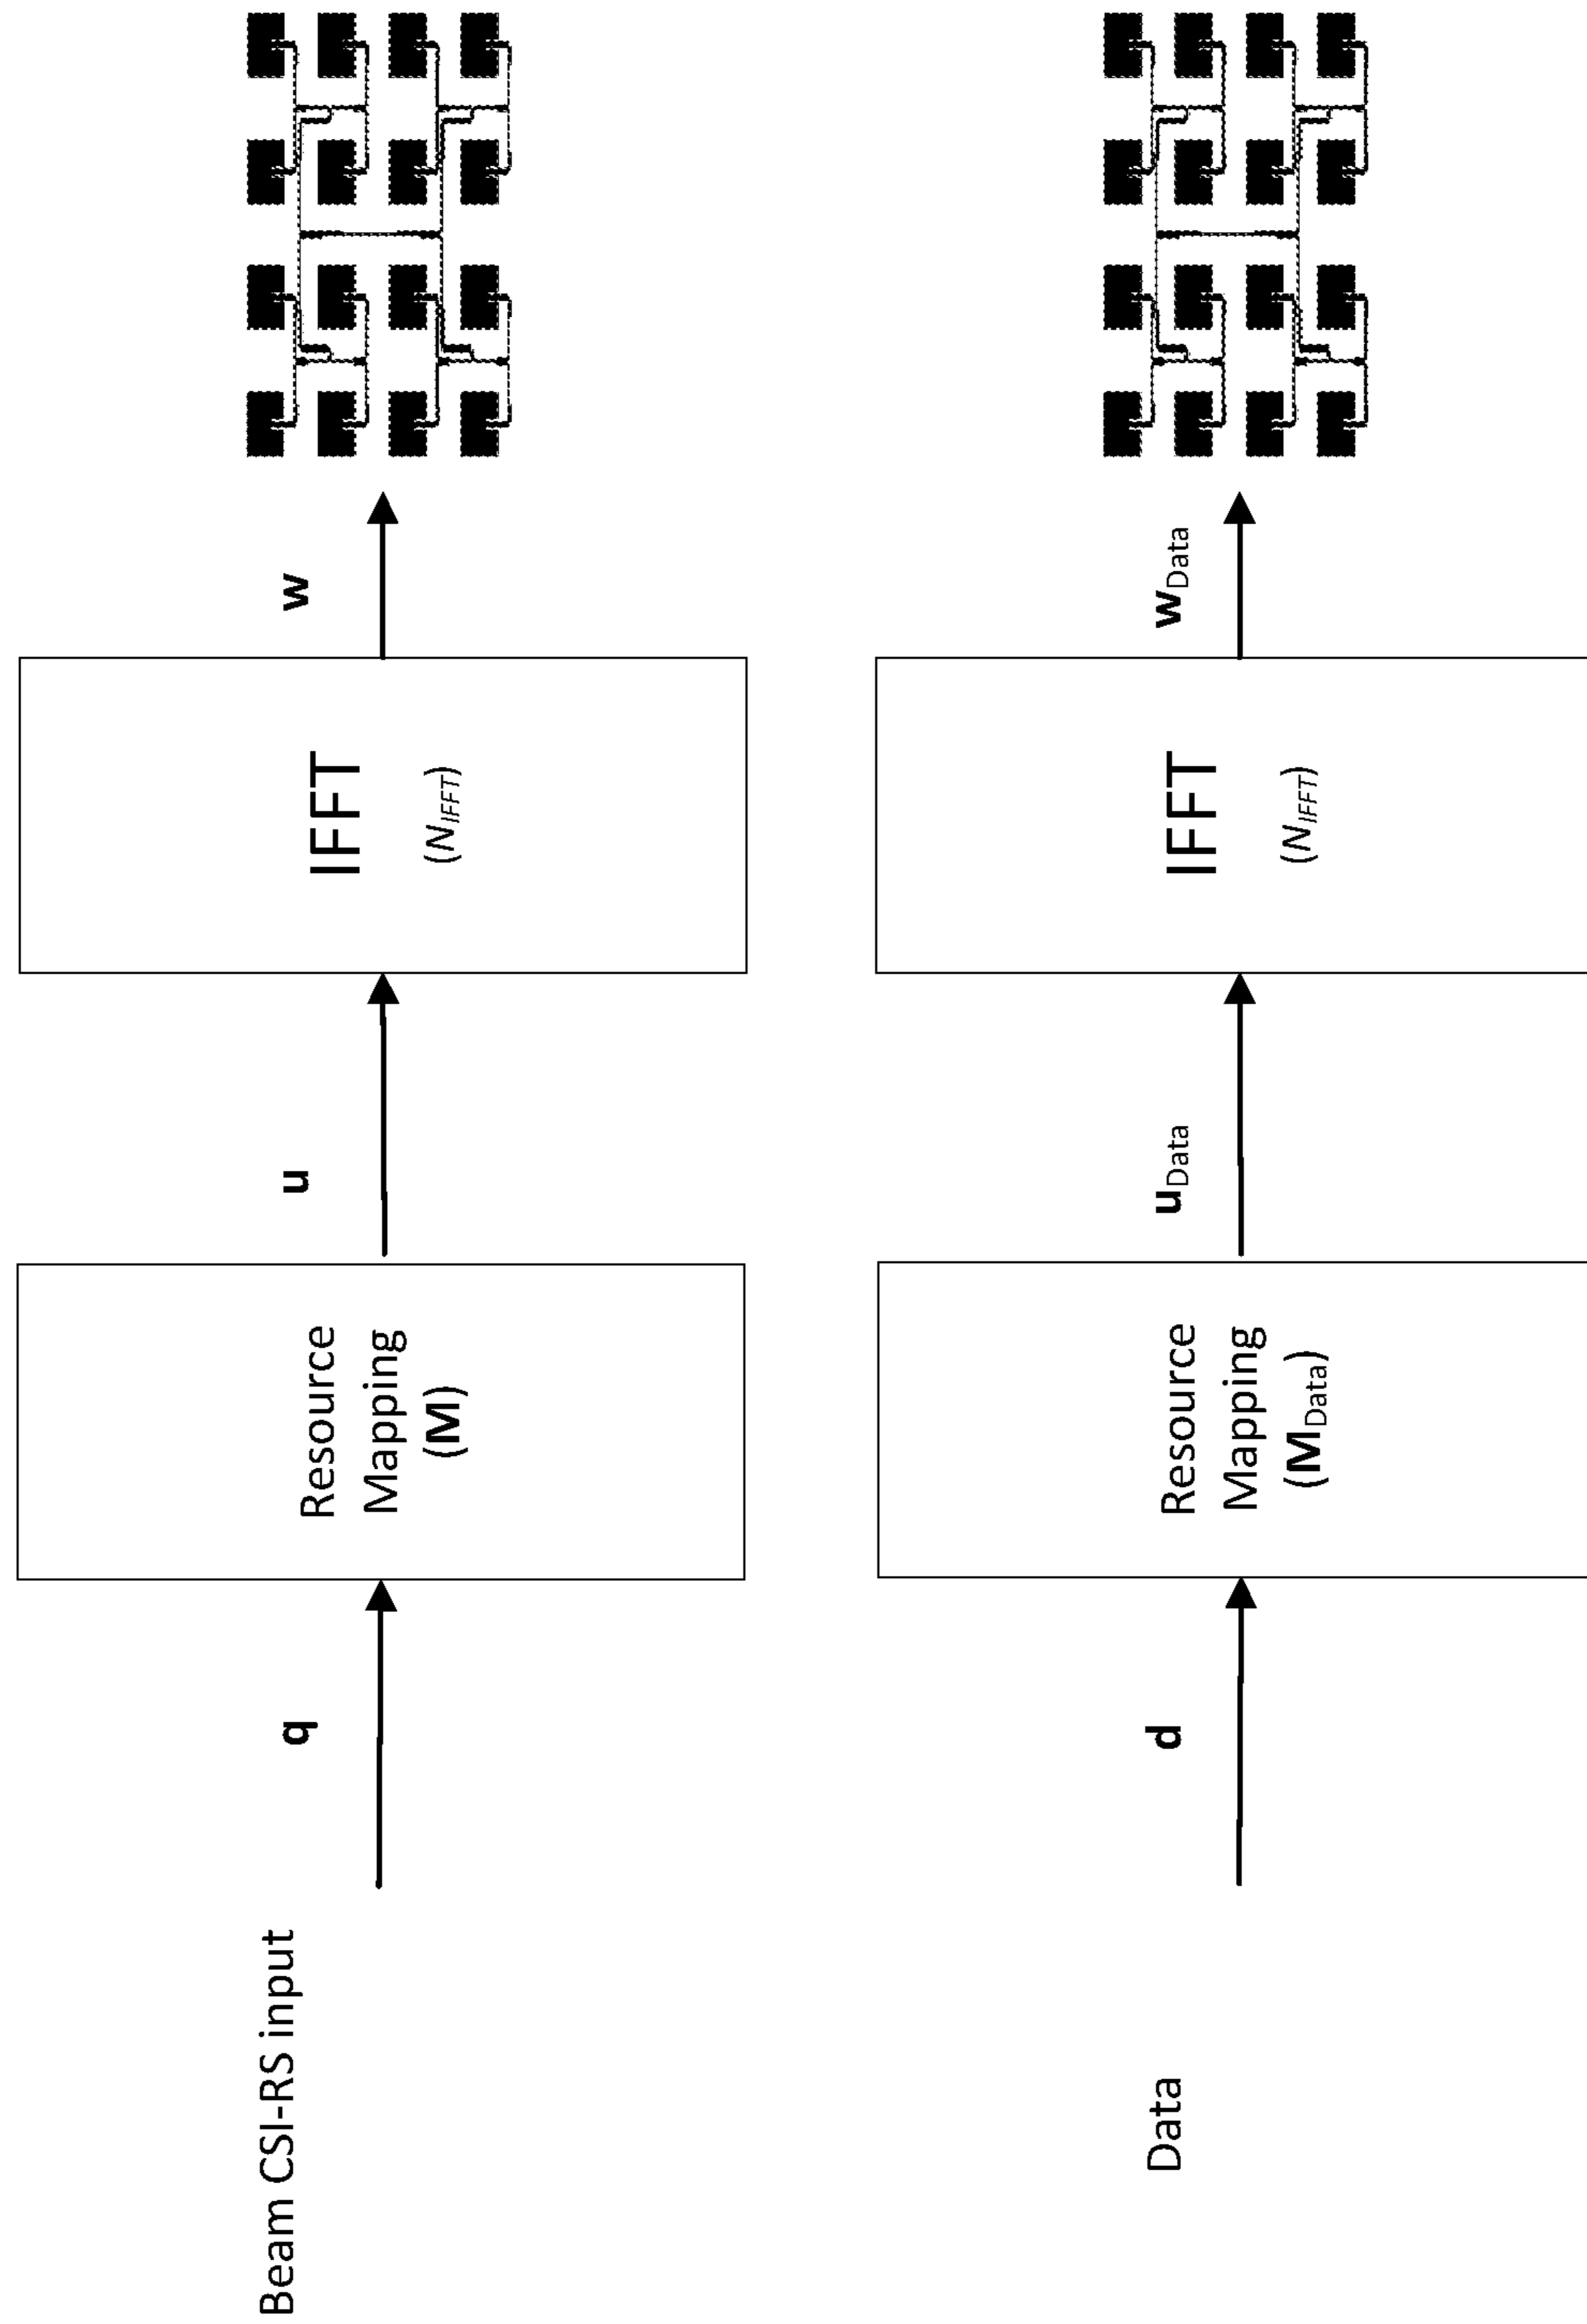 Beam CSI-RS input
q
Resource
Mapping
(M)
u
IFFT
(N_IFFT)
w
Data
d
Resource
Mapping
(M_Data)
u_Data
IFFT
(N_IFFT)
w_Data